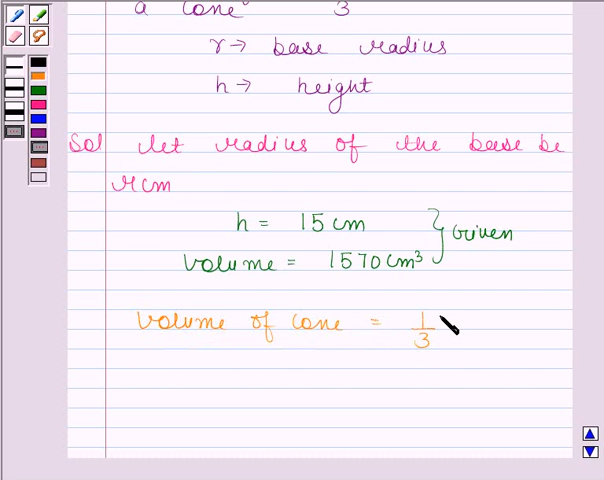 a cone 3
r → base radius
h → height
Sol let radius of the base be
r cm
h = 15 cm
volume = 1570 cm³ } Given
volume of cone = 1/3